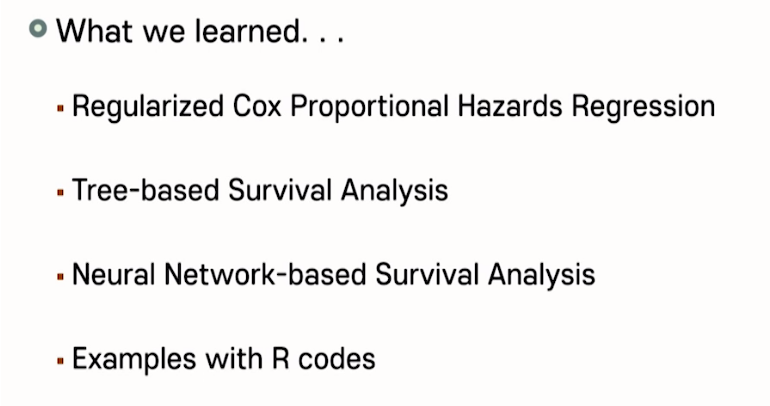 What we learned. . .
Regularized Cox Proportional Hazards Regression
Tree-based Survival Analysis
Neural Network-based Survival Analysis
Examples with R codes